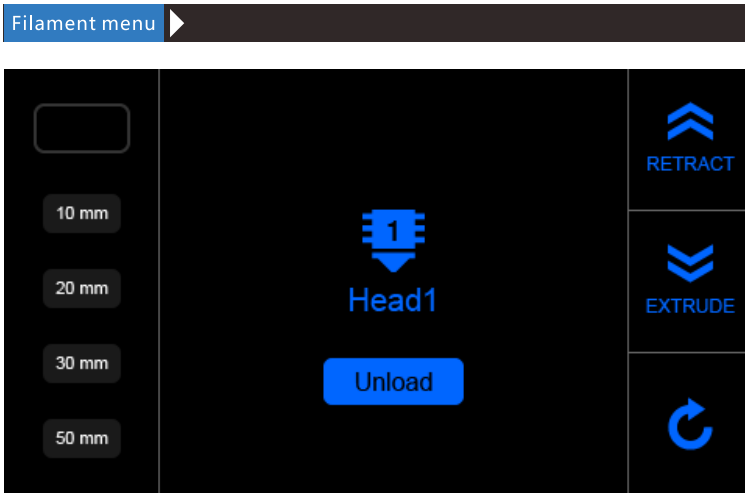 Filament menu
10 mm
20 mm
30 mm
50 mm
1
Head1
Unload
RETRACT
EXTRUDE